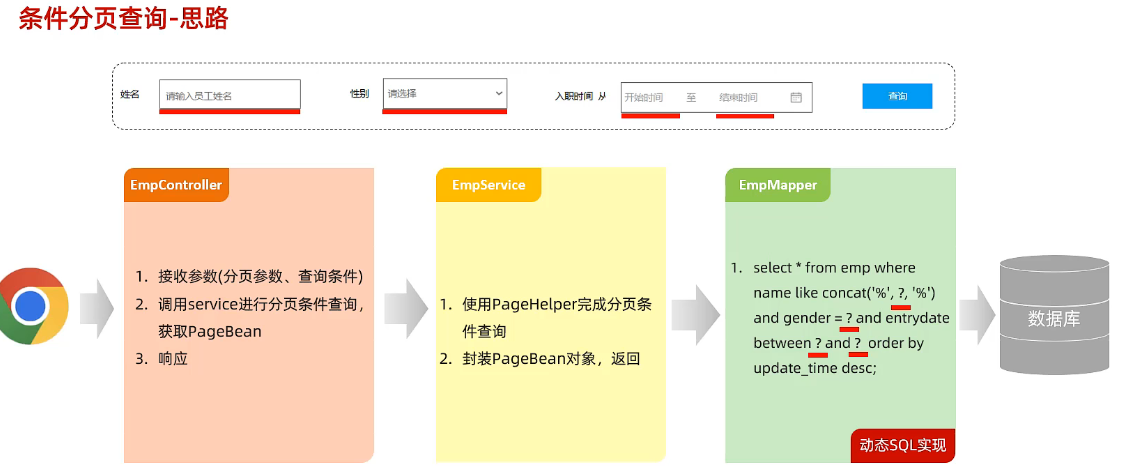 条件分页查询-思路
姓名 请输入员工姓名 性别 请选择 入职时间 从 开始时间 至 结束时间 查询
EmpController
1. 接收参数(分页参数、查询条件)
2. 调用service进行分页条件查询，
获取PageBean
3. 响应
EmpService
1. 使用PageHelper完成分页条
件查询
2. 封装PageBean对象，返回
EmpMapper
1. select * from emp where
name like concat('%', ?, '%')
and gender = ? and entrydate
between ? and ? order by
update_time desc;
动态SQL实现
数据库